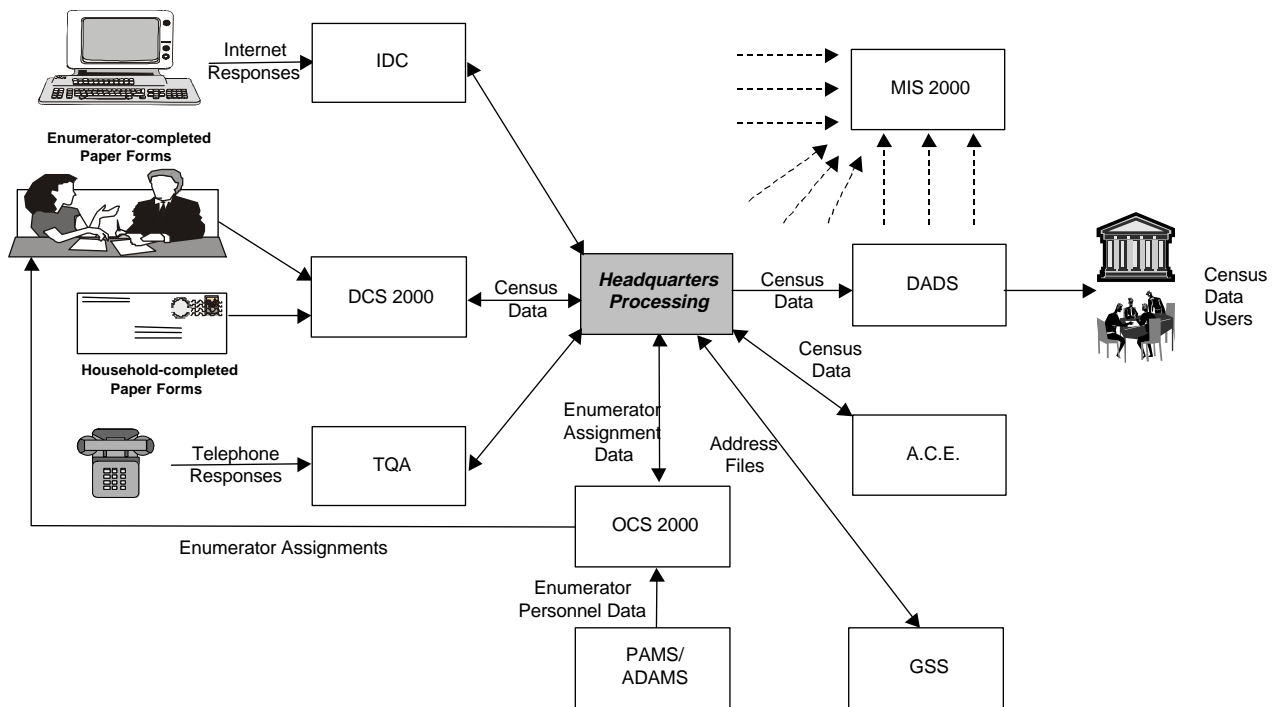 Internet
Responses
IDC
MIS 2000
Enumerator-completed
Paper Forms
DCS 2000
Census
Data
Headquarters
Processing
Census
Data
DADS
Census
Data
Users
Household-completed
Paper Forms
Census
Data
Enumerator
Assignment
Data
Address
Files
A.C.E.
Telephone
Responses
TQA
OCS 2000
Enumerator Assignments
Enumerator
Personnel Data
PAMS/
ADAMS
GSS